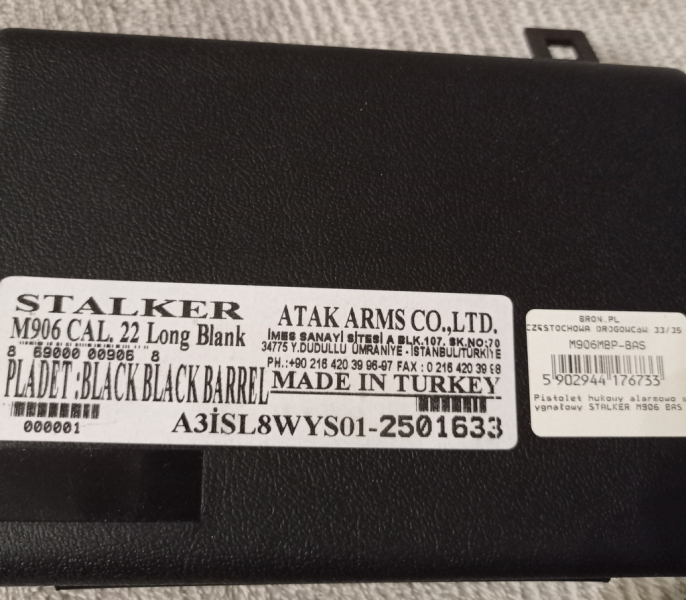 STALKER
M906 CAL. 22 Long Blank
8 69000 00906 8
PLADET : BLACK BLACK BARREL
000001
ATAK ARMS CO.,LTD.
İMES SANAYİ SİTESİ A BLK.107. SK.NO:70
34775 Y.DUDULLU ÜMRANİYE - İSTANBUL/TÜRKİYE
PH.:+90 216 420 39 96-97 FAX : 0 216 420 39 98
MADE IN TURKEY
A3İSL8WYS01-2501633
BRON.PL
CZĘSTOCHOWA DROGOWCÓW 33/35
M906MBP-BAS
5 902944 176733
Pistolet hukowy alarmowo s
ygnałowy STALKER M906 BAS